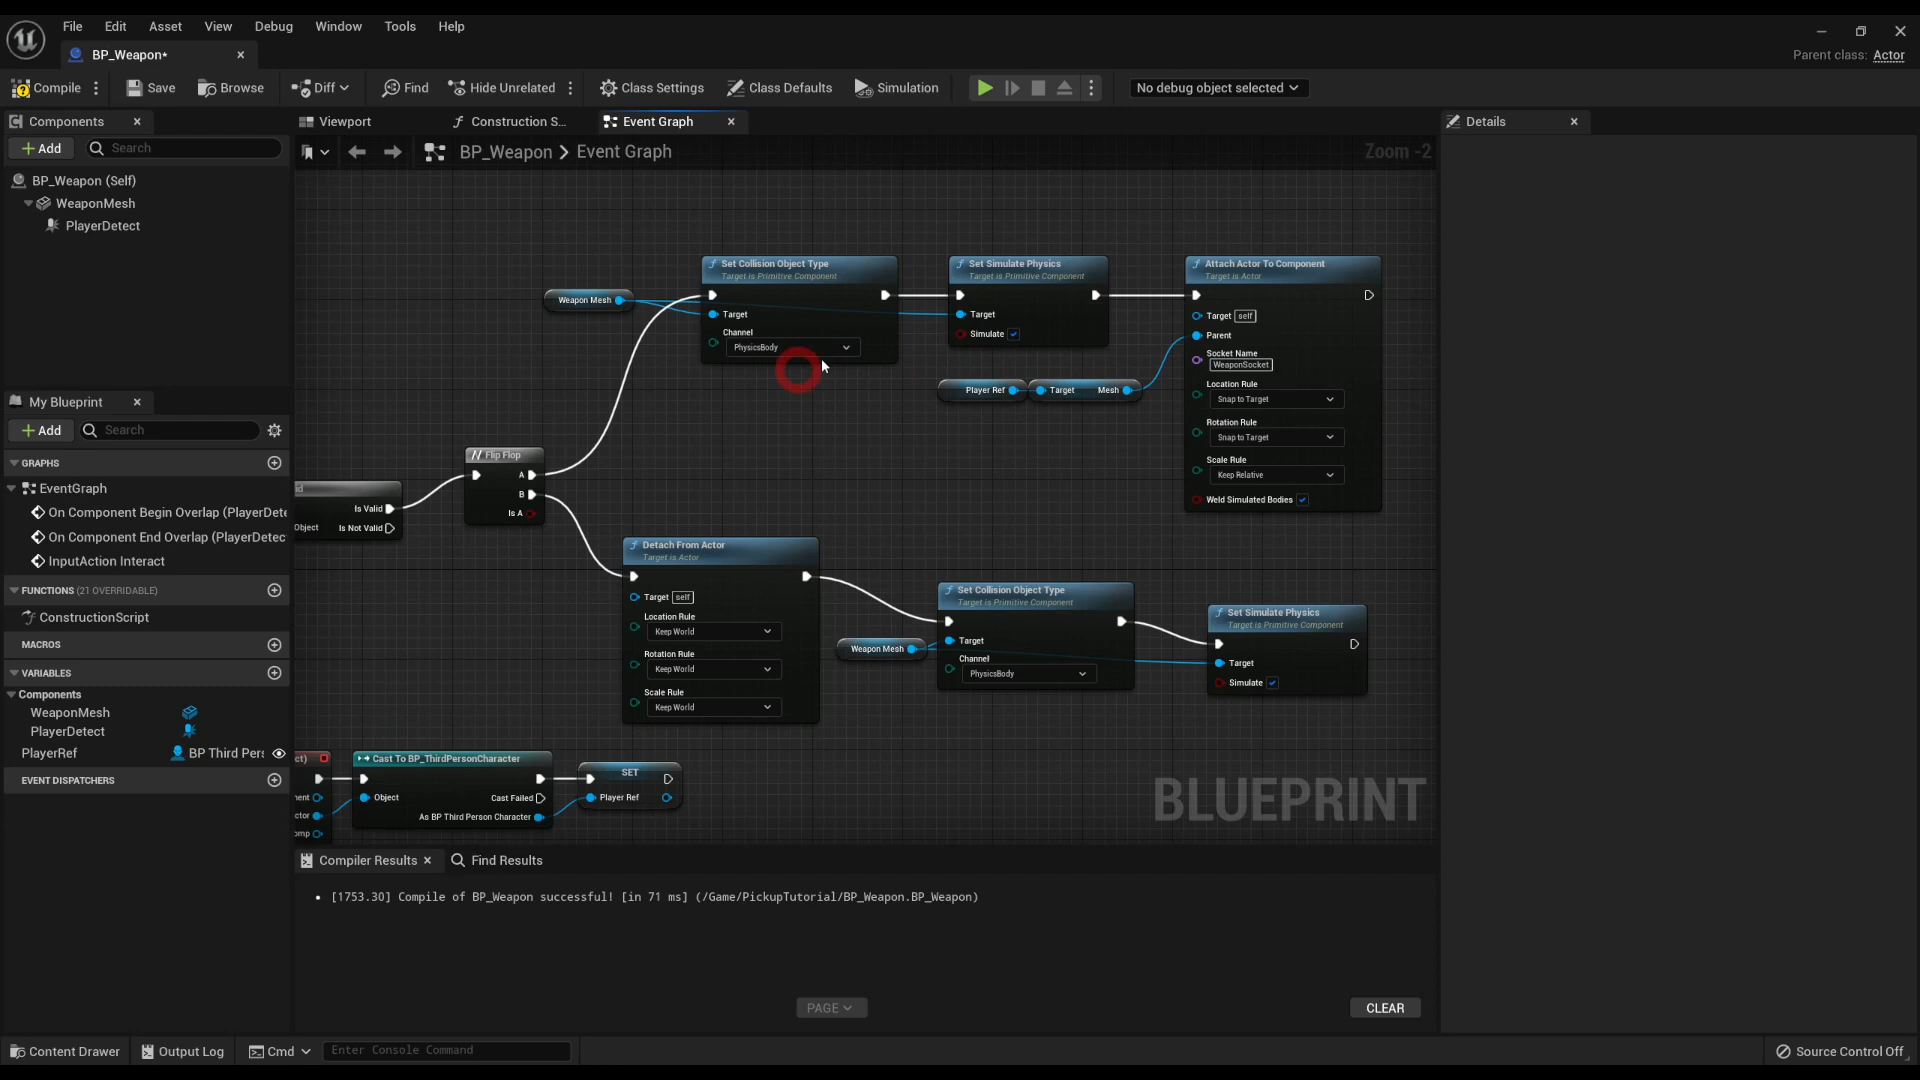 File Edit Asset View Debug Window Tools Help
BP_Weapon•
Parent class: Actor
Compile Save Browse Diff Find Hide Unrelated Class Settings Class Defaults Simulation No debug object selected
Components Viewport Construction S... Event Graph Details
Add Search
BP_Weapon > Event Graph Zoom -2
BP_Weapon (Self)
WeaponMesh
PlayerDetect
My Blueprint
Add Search
GRAPHS
EventGraph
On Component Begin Overlap (PlayerDete
On Component End Overlap (PlayerDetec
InputAction Interact
FUNCTIONS (21 OVERRIDABLE)
ConstructionScript
MACROS
VARIABLES
Components
WeaponMesh
PlayerDetect
PlayerRef BP Third Pers
EVENT DISPATCHERS
Weapon Mesh
Set Collision Object Type
Target is Primitive Component
Target
Channel
PhysicsBody
Set Simulate Physics
Target is Primitive Component
Target
Simulate
Player Ref
Target Mesh
Attach Actor To Component
Target is Actor
Target self
Parent
Socket Name
WeaponSocket
Location Rule
Snap to Target
Rotation Rule
Snap to Target
Scale Rule
Keep Relative
Weld Simulated Bodies
id
Is Valid
Object Is Not Valid
Flip Flop
A
B
Is A
Detach From Actor
Target is Actor
Target self
Location Rule
Keep World
Rotation Rule
Keep World
Scale Rule
Keep World
Weapon Mesh
Set Collision Object Type
Target is Primitive Component
Target
Channel
PhysicsBody
Set Simulate Physics
Target is Primitive Component
Target
Simulate
ct)
nent
ctor
omp
Cast To BP_ThirdPersonCharacter
Object Cast Failed
As BP Third Person Character
SET
Player Ref
BLUEPRINT
Compiler Results Find Results
• [1753.30] Compile of BP_Weapon successful! [in 71 ms] (/Game/PickupTutorial/BP_Weapon.BP_Weapon)
PAGE CLEAR
Content Drawer Output Log Cmd Enter Console Command Source Control Off